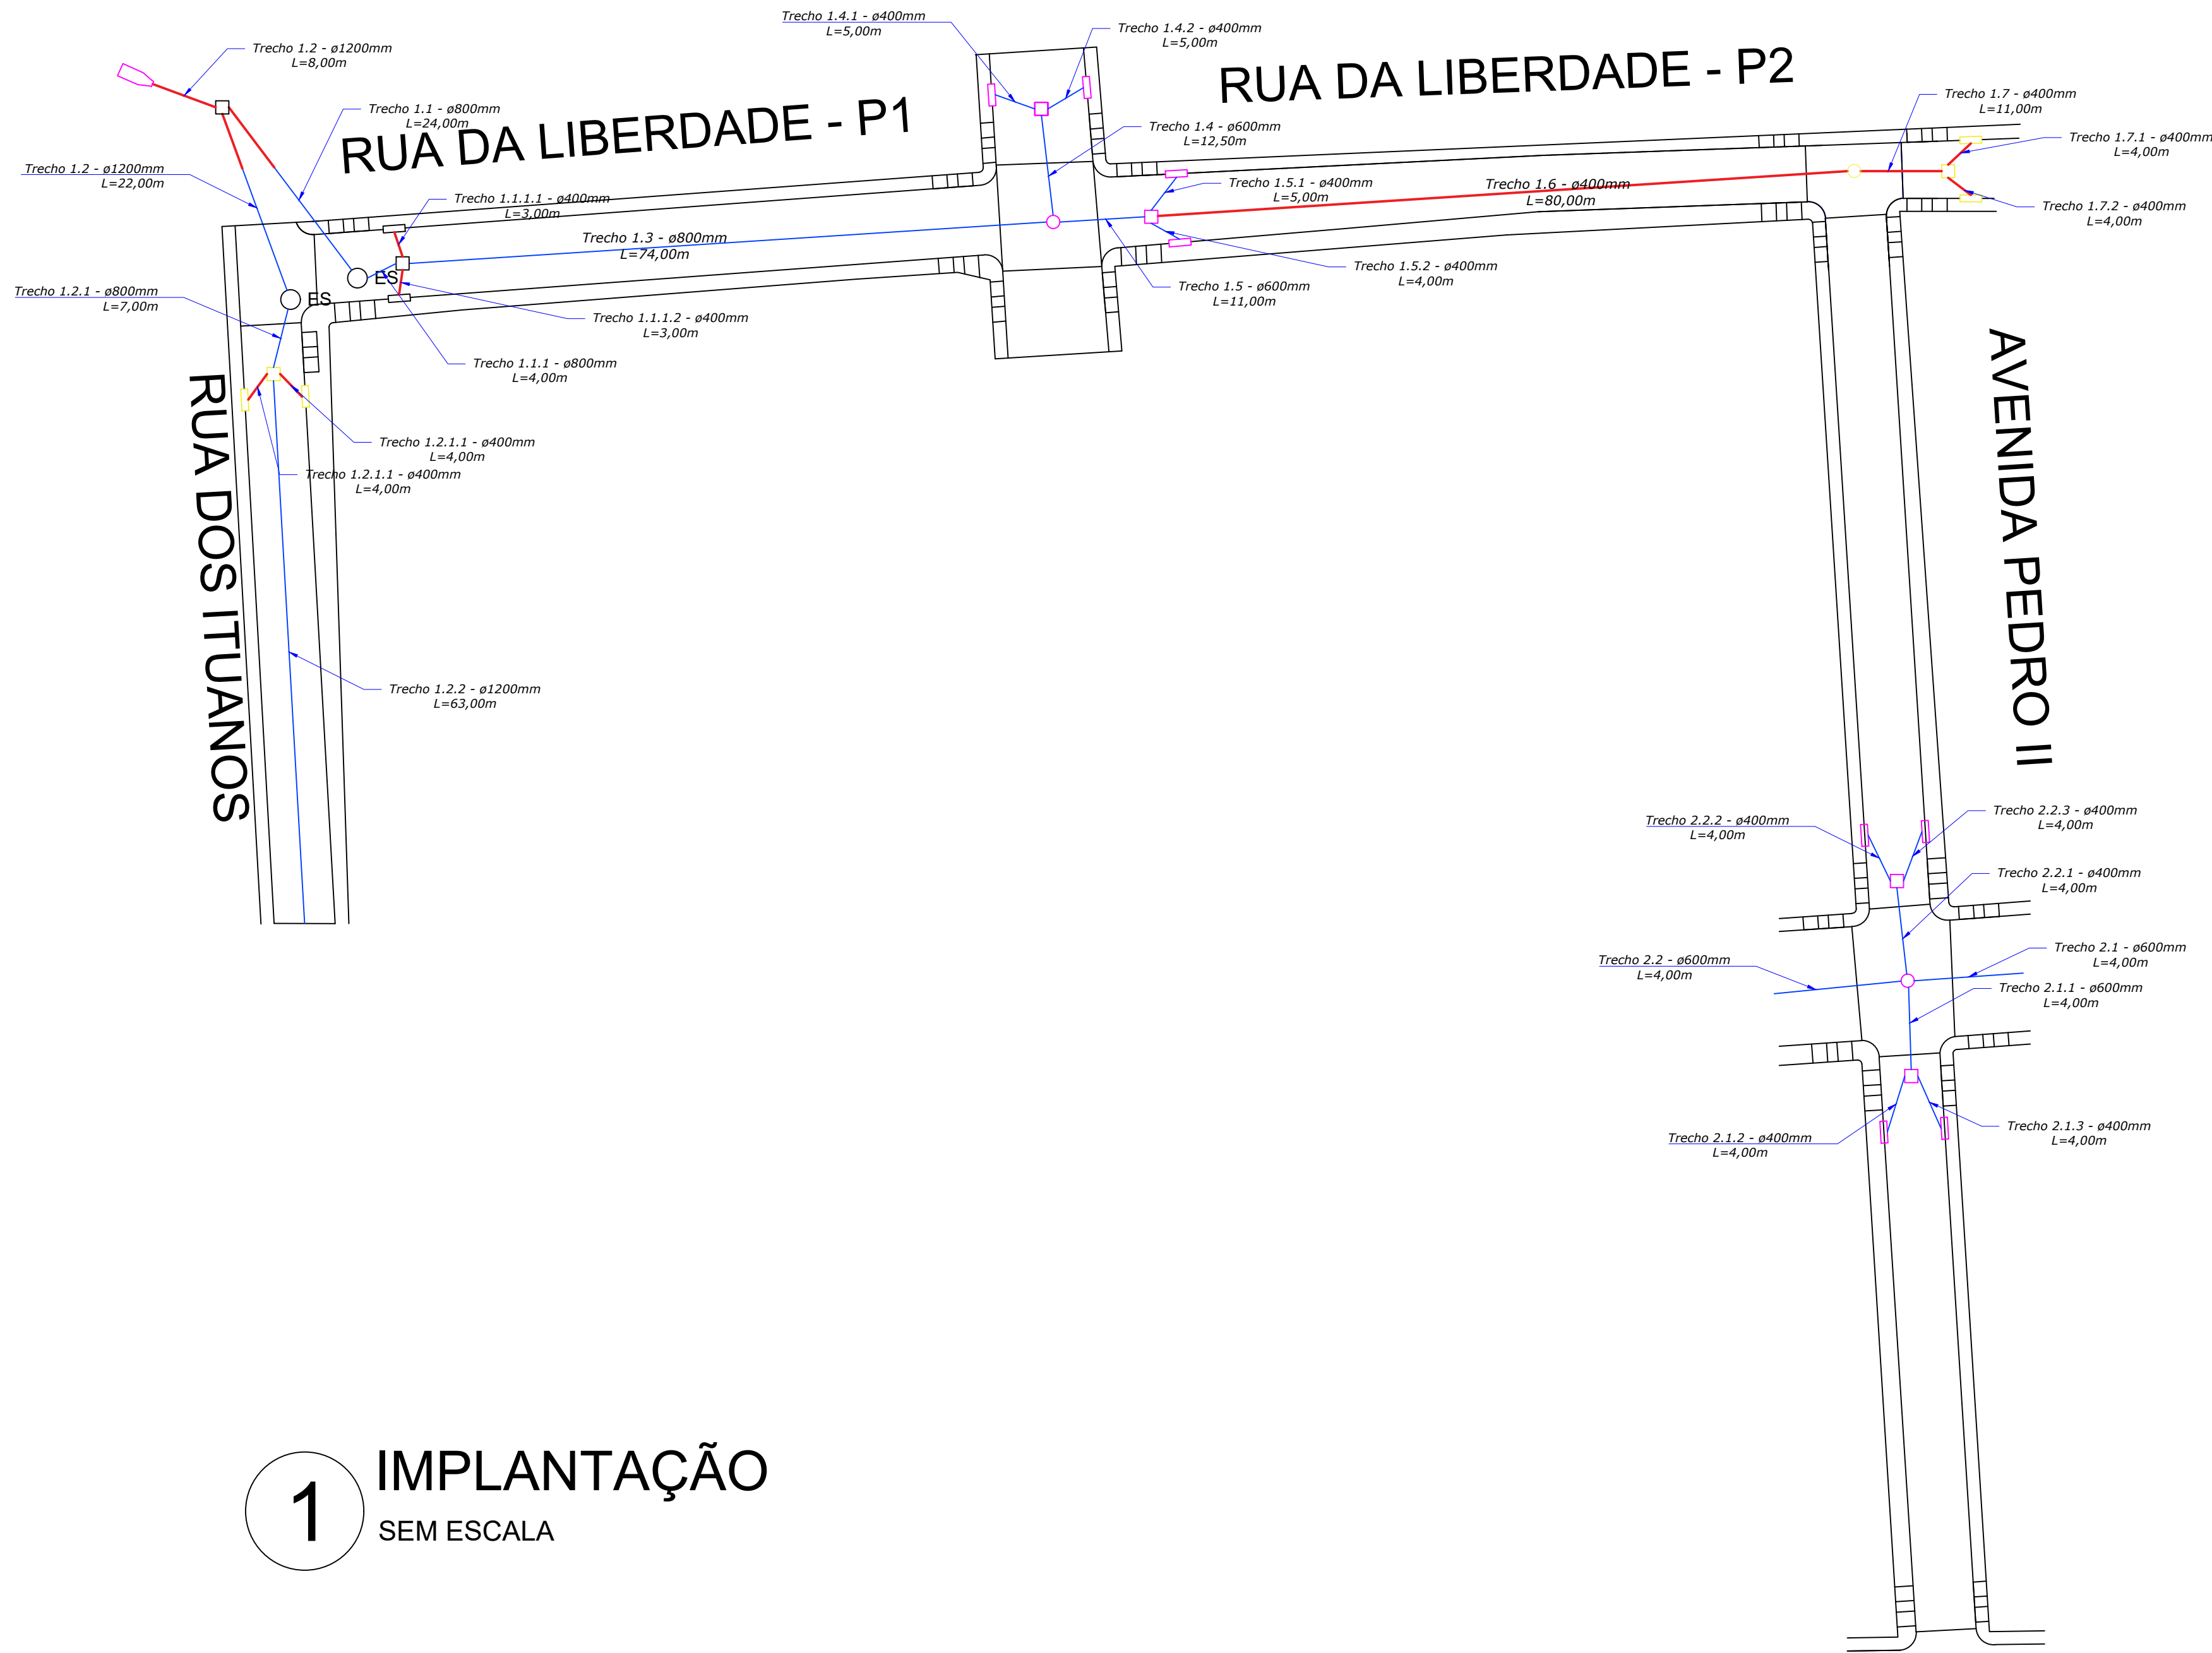 Trecho 1.4.1 - ø400mm
L=5,00m
Trecho 1.4.2 - ø400mm
L=5,00m
Trecho 1.2 - ø1200mm
L=8,00m
RUA DA LIBERDADE - P2
Trecho 1.1 - ø800mm
L=24,00m
RUA DA LIBERDADE - P1
Trecho 1.7 - ø400mm
L=11,00m
Trecho 1.4 - ø600mm
L=12,50m
Trecho 1.7.1 - ø400mm
L=4,00m
Trecho 1.2 - ø1200mm
L=22,00m
Trecho 1.1.1.1 - ø400mm
L=3,00m
Trecho 1.5.1 - ø400mm
L=5,00m
Trecho 1.6 - ø400mm
L=80,00m
Trecho 1.7.2 - ø400mm
L=4,00m
Trecho 1.3 - ø800mm
L=74,00m
ES
Trecho 1.5.2 - ø400mm
L=4,00m
Trecho 1.2.1 - ø800mm
L=7,00m
ES
Trecho 1.5 - ø600mm
L=11,00m
Trecho 1.1.1.2 - ø400mm
L=3,00m
Trecho 1.1.1 - ø800mm
L=4,00m
RUA DOS ITUANOS
AVENIDA PEDRO II
Trecho 1.2.1.1 - ø400mm
L=4,00m
Trecho 1.2.1.1 - ø400mm
L=4,00m
Trecho 1.2.2 - ø1200mm
L=63,00m
Trecho 2.2.2 - ø400mm
L=4,00m
Trecho 2.2.3 - ø400mm
L=4,00m
Trecho 2.2.1 - ø400mm
L=4,00m
Trecho 2.2 - ø600mm
L=4,00m
Trecho 2.1 - ø600mm
L=4,00m
Trecho 2.1.1 - ø600mm
L=4,00m
Trecho 2.1.2 - ø400mm
L=4,00m
Trecho 2.1.3 - ø400mm
L=4,00m
1
IMPLANTAÇÃO
SEM ESCALA